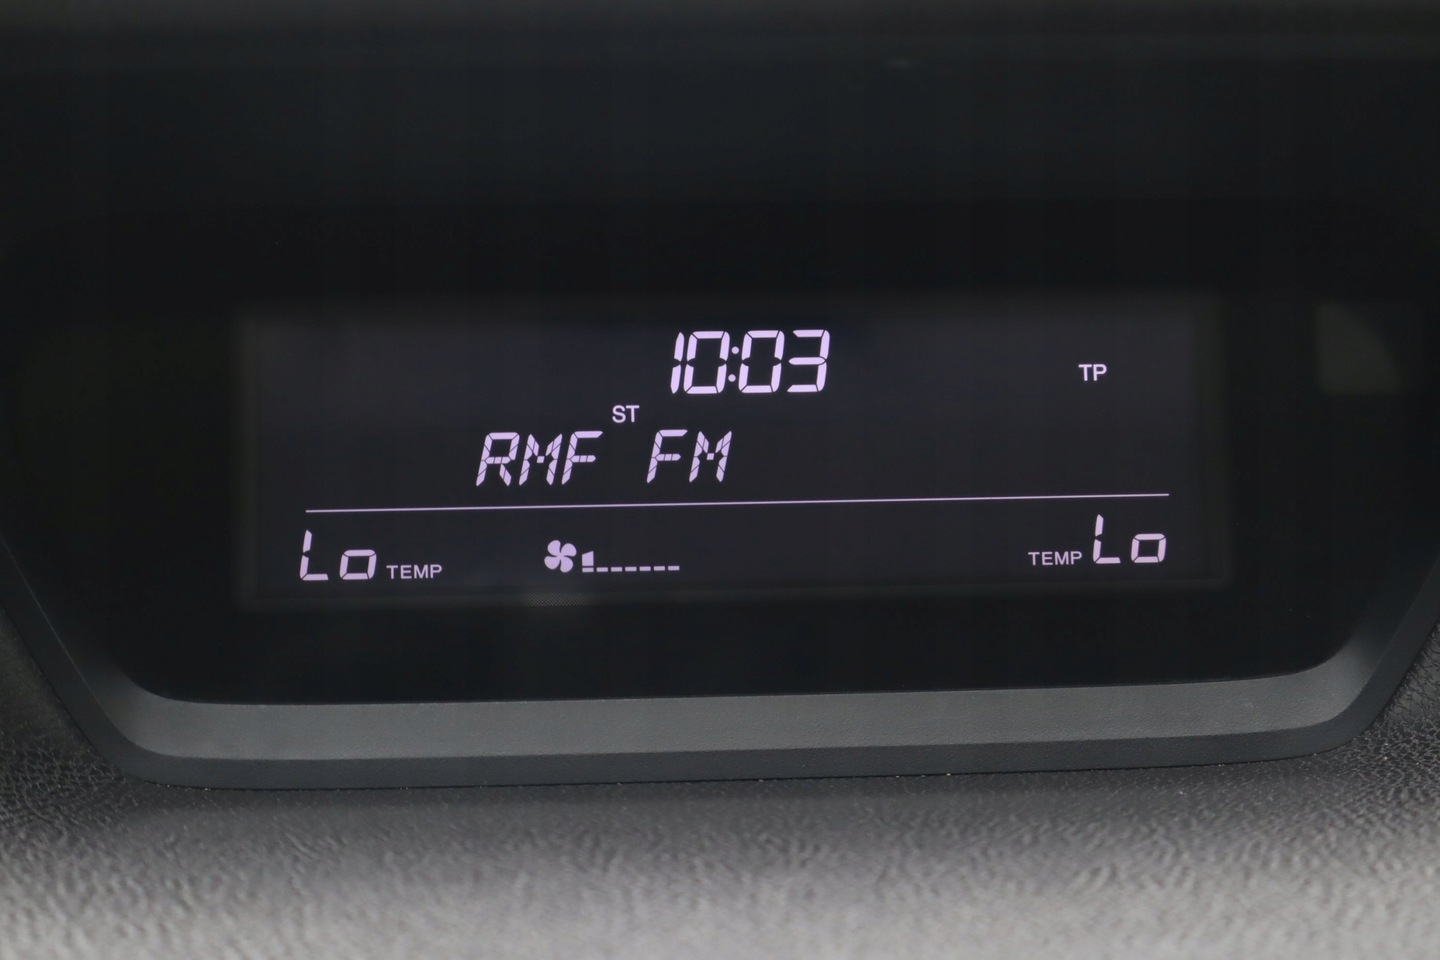 10:03
TP
ST
RMF FM
Lo TEMP
TEMP Lo